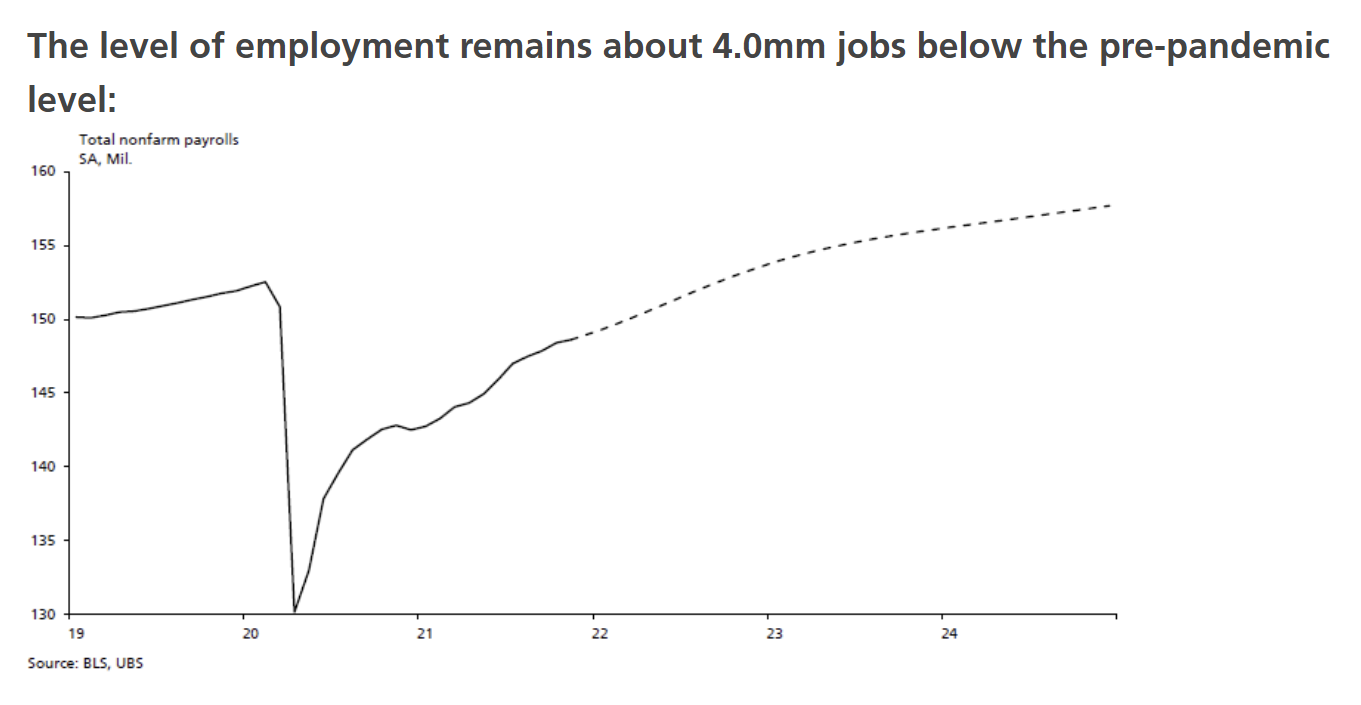 The level of employment remains about 4.0mm jobs below the pre-pandemic
level:
Total nonfarm payrolls
SA, Mil.
160
155
150
145
140
135
130
19 20 21 22 23 24
Source: BLS, UBS